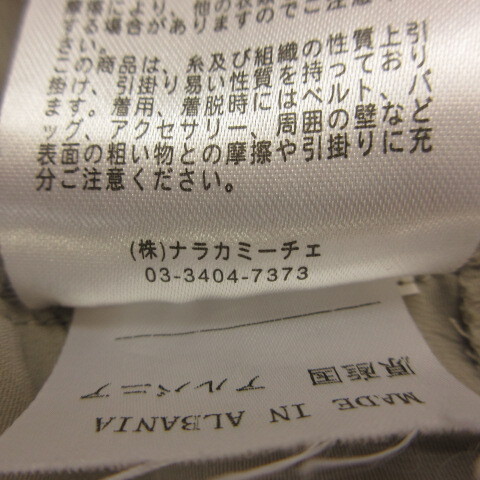 この商品は、糸及び組織の性質上、引
掛け、引掛り易い性質を持っており
ます。着用、着脱時にはベルト、バ
ッグ、アクセサリー、周囲の壁など
表面の粗い物との摩擦や引掛りに充
分ご注意ください。
(株)ナラカミーチェ
03-3404-7373
原産国 アルバニア
MADE IN ALBANIA